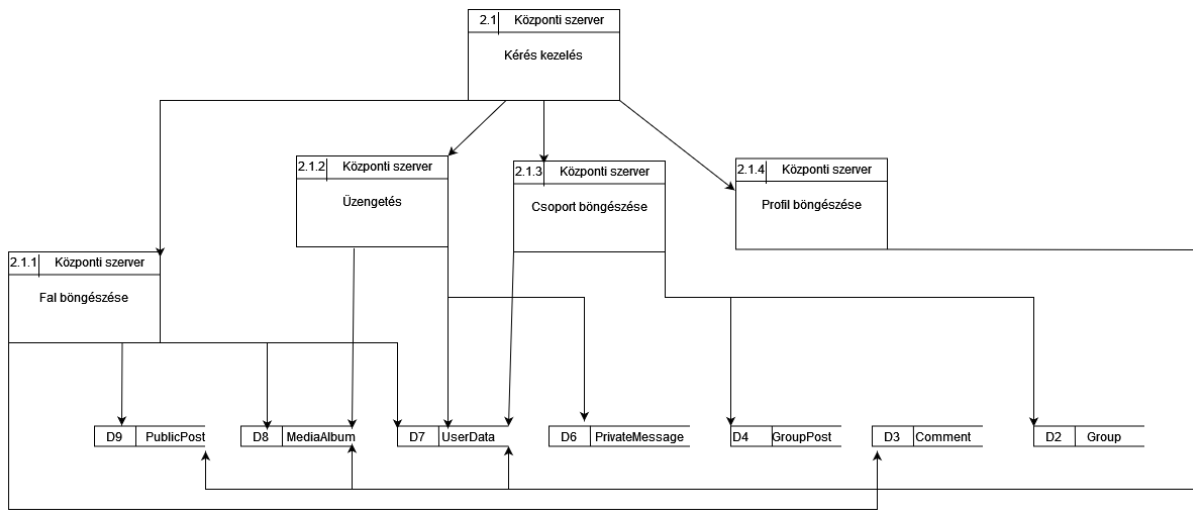 2.1 Központi szerver
Kérés kezelés
2.1.2 Központi szerver
Üzengetés
2.1.3 Központi szerver
Csoport böngészése
2.1.4 Központi szerver
Profil böngészése
2.1.1 Központi szerver
Fal böngészése
D9 PublicPost
D8 MediaAlbum
D7 UserData
D6 PrivateMessage
D4 GroupPost
D3 Comment
D2 Group